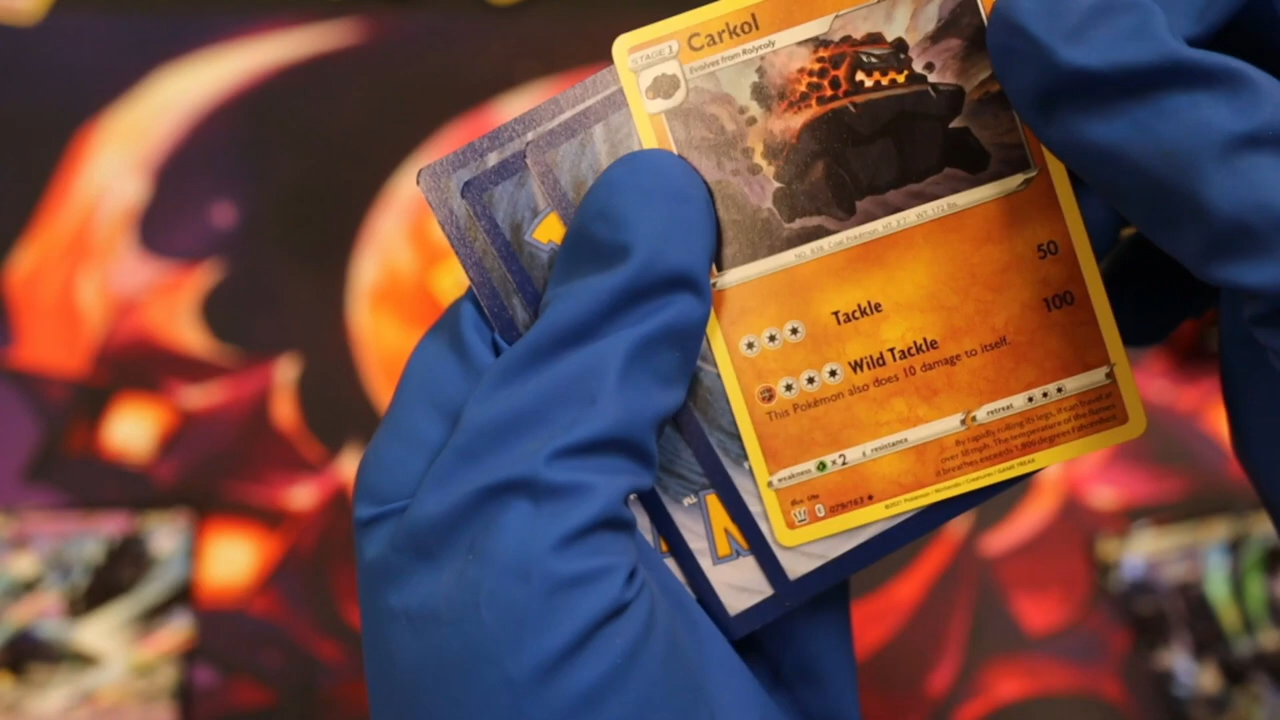 STAGE 1
Carkol
Evolves from Rolycoly
NO. 838 Coal Pokémon HT: 3'7" WT: 172 lbs.
Tackle 50
Wild Tackle 100
This Pokémon also does 10 damage to itself.
weakness ×2 resistance retreat
By rapidly rolling its legs, it can travel at
over 18 mph. The temperature of the flames
it breathes exceeds 1,800 degrees Fahrenheit.
079/163
©2021 Pokémon / Nintendo / Creatures / GAME FREAK